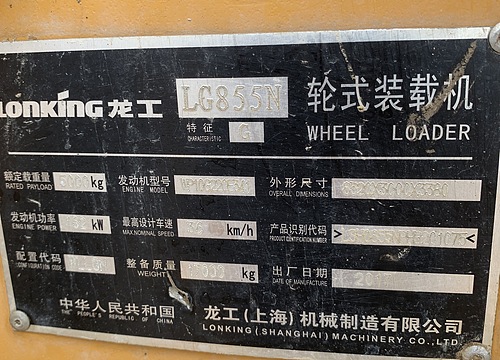 LONKING 龙工 LG855N 轮式装载机
特征 G WHEEL LOADER
CHARACTERISTIC
额定载重量 kg 发动机型号 外形尺寸
RATED PAYLOAD ENGINE MODEL OVERALL DIMENSIONS
发动机功率 kW 最高设计车速 km/h 产品识别代码 > <
ENGINE POWER MAX.NOMINAL SPEED PRODUCT IDENTIFICATION NUMBER
配置代码 整备质量 kg 出厂日期
CONFIGURATION CODE WEIGHT DATE OF MANUFACTURE
中华人民共和国 龙工(上海)机械制造有限公司
THE PEOPLE'S REPUBLIC OF CHINA LONKING(SHANGHAI) MACHINERY CO.,LTD.